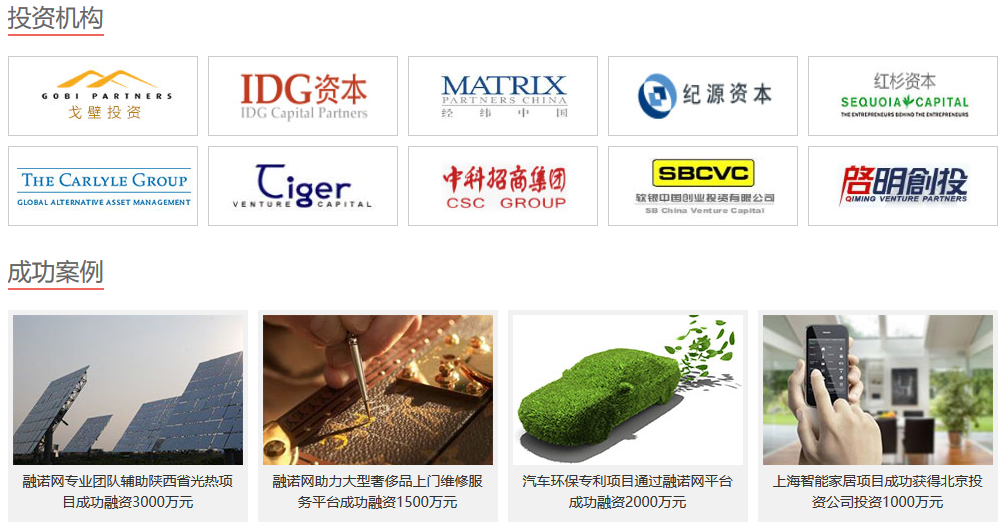 投资机构
GOBI PARTNERS
戈壁投资
IDG资本
IDG Capital Partners
MATRIX
PARTNERS CHINA
经纬中国
纪源资本
红杉资本
SEQUOIA CAPITAL
THE ENTREPRENEURS BEHIND THE ENTREPRENEURS
THE CARLYLE GROUP
GLOBAL ALTERNATIVE ASSET MANAGEMENT
Tiger
VENTURE CAPITAL
中科招商集团
CSC GROUP
SBCVC
软银中国创业投资有限公司
SB China Venture Capital
啓明創投
QIMING VENTURE PARTNERS
成功案例
融诺网专业团队辅助陕西省光热项
目成功融资3000万元
融诺网助力大型奢侈品上门维修服
务平台成功融资1500万元
汽车环保专利项目通过融诺网平台
成功融资2000万元
上海智能家居项目成功获得北京投
资公司投资1000万元